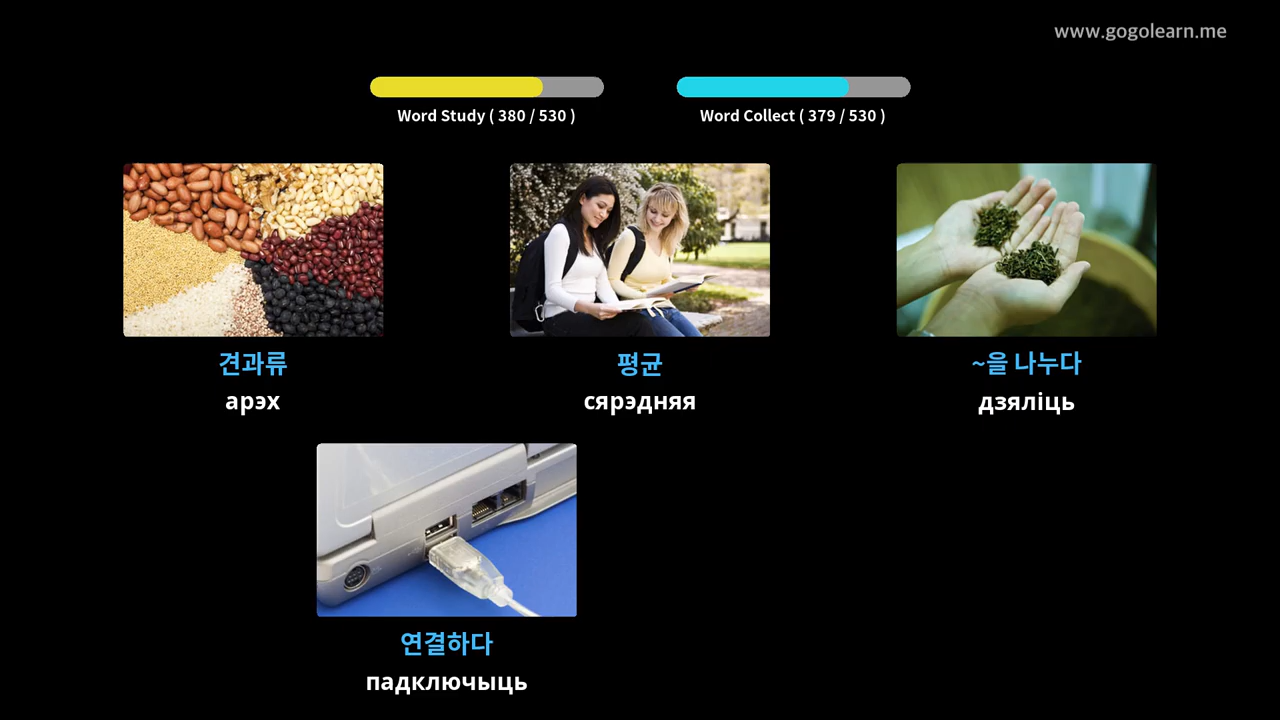 www.gogolearn.me
Word Study ( 380 / 530 )
Word Collect ( 379 / 530 )
견과류
арэх
평균
сярэдняя
~을 나누다
дзяліць
연결하다
падключыць